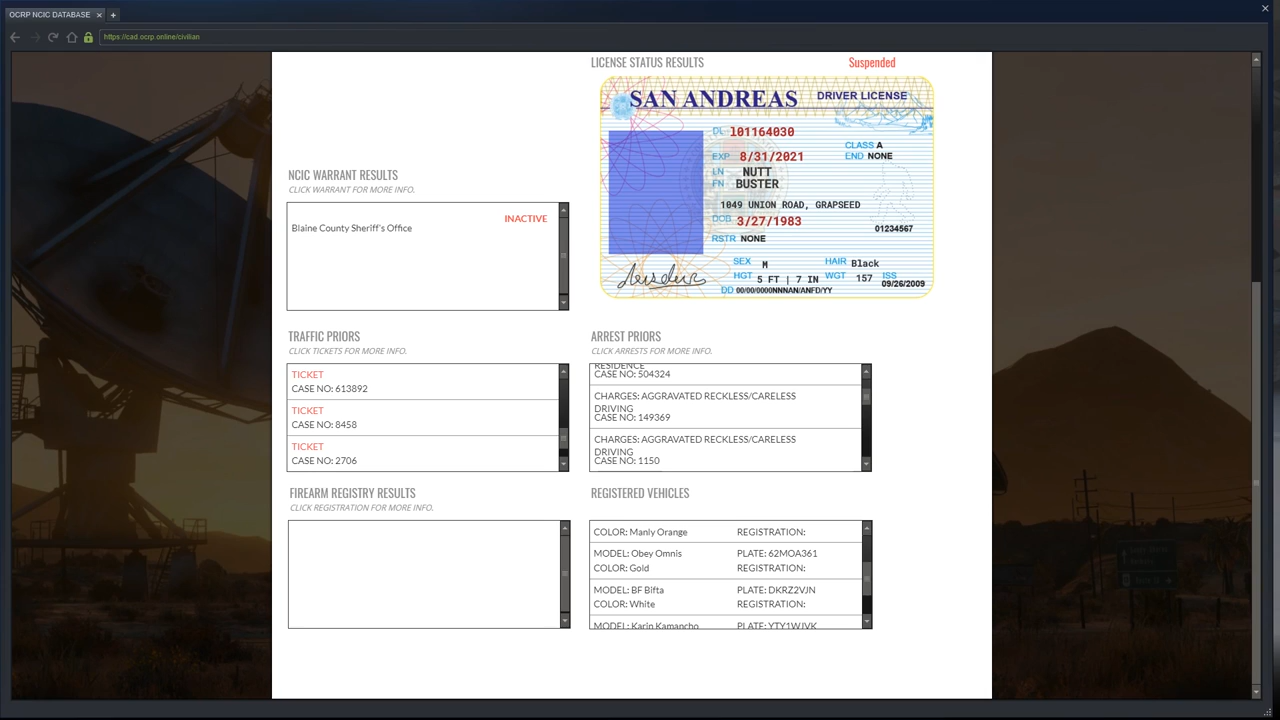 OCRP NCIC DATABASE
https://cad.ocrp.online/civilian
LICENSE STATUS RESULTS
Suspended
SAN ANDREAS
DRIVER LICENSE
DL 101164030
EXP 8/31/2021
CLASS A
END NONE
LN NUTT
FN BUSTER
1049 UNION ROAD, GRAPSEED
DOB 3/27/1983
01234567
RSTR NONE
SEX M
HAIR Black
HGT 5 FT | 7 IN
WGT 157
ISS
09/26/2009
DD 00/00/0000NNNAN/ANFD/YY
NCIC WARRANT RESULTS
CLICK WARRANT FOR MORE INFO.
INACTIVE
Blaine County Sheriff's Office
TRAFFIC PRIORS
CLICK TICKETS FOR MORE INFO.
TICKET
CASE NO: 613892
TICKET
CASE NO: 8458
TICKET
CASE NO: 2706
ARREST PRIORS
CLICK ARRESTS FOR MORE INFO.
RESIDENCE
CASE NO: 504324
CHARGES: AGGRAVATED RECKLESS/CARELESS
DRIVING
CASE NO: 149369
CHARGES: AGGRAVATED RECKLESS/CARELESS
DRIVING
CASE NO: 1150
FIREARM REGISTRY RESULTS
CLICK REGISTRATION FOR MORE INFO.
REGISTERED VEHICLES
COLOR: Manly Orange REGISTRATION:
MODEL: Obey Omnis PLATE: 62MOA361
COLOR: Gold REGISTRATION:
MODEL: BF Bifta PLATE: DKRZ2VJN
COLOR: White REGISTRATION:
MODEL: Karin Kamancho PLATE: YTY1WJVK